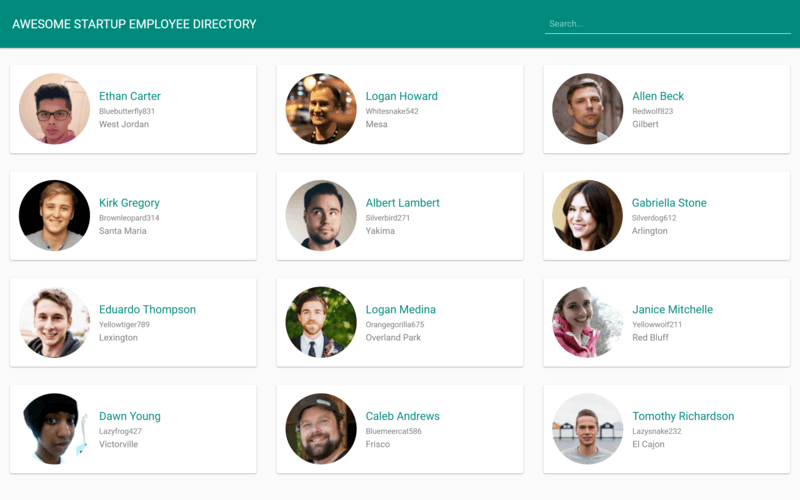 AWESOME STARTUP EMPLOYEE DIRECTORY
Search...
Ethan Carter
Bluebutterfly831
West Jordan
Logan Howard
Whitesnake542
Mesa
Allen Beck
Redwolf823
Gilbert
Kirk Gregory
Brownleopard314
Santa Maria
Albert Lambert
Silverbird271
Yakima
Gabriella Stone
Silverdog612
Arlington
Eduardo Thompson
Yellowtiger789
Lexington
Logan Medina
Orangegorilla675
Overland Park
Janice Mitchelle
Yellowwolf211
Red Bluff
Dawn Young
Lazyfrog427
Victorville
Caleb Andrews
Bluemeercat586
Frisco
Tomothy Richardson
Lazysnake232
El Cajon